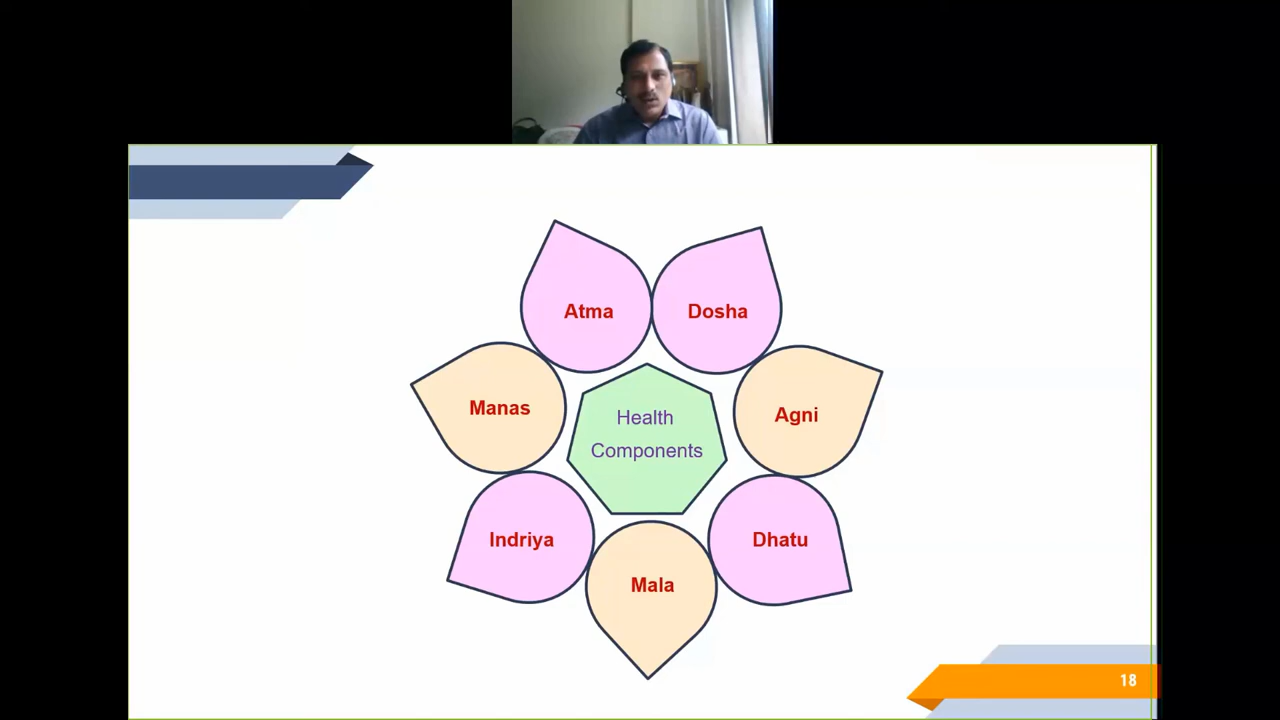 Atma
Dosha
Manas
Health
Components
Agni
Indriya
Dhatu
Mala
18